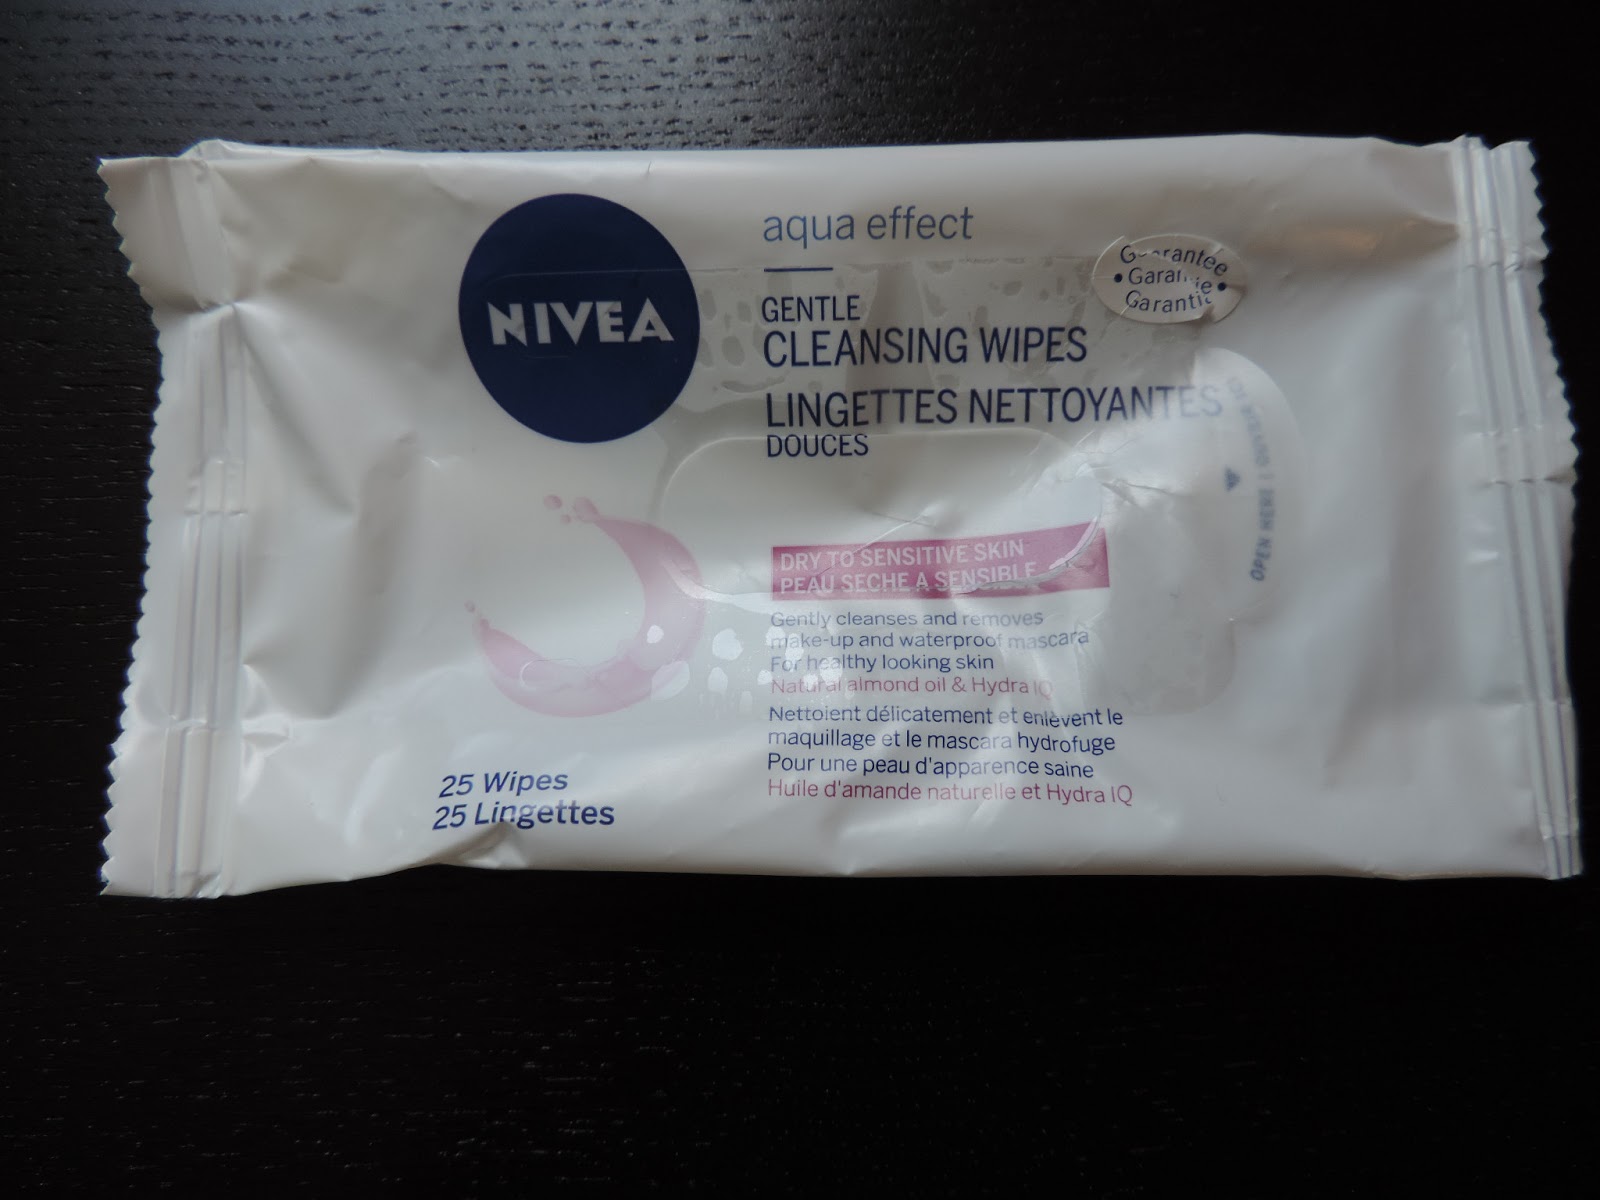 NIVEA
aqua effect
GENTLE
CLEANSING WIPES
LINGETTES NETTOYANTES
DOUCES
DRY TO SENSITIVE SKIN
PEAU SECHE A SENSIBLE
Gently cleanses and removes
make-up and waterproof mascara
For healthy looking skin
Natural almond oil & Hydra IQ
Nettoient délicatement et enlèvent le
maquillage et le mascara hydrofuge
Pour une peau d'apparence saine
Huile d'amande naturelle et Hydra IQ
25 Wipes
25 Lingettes
OPEN HERE |